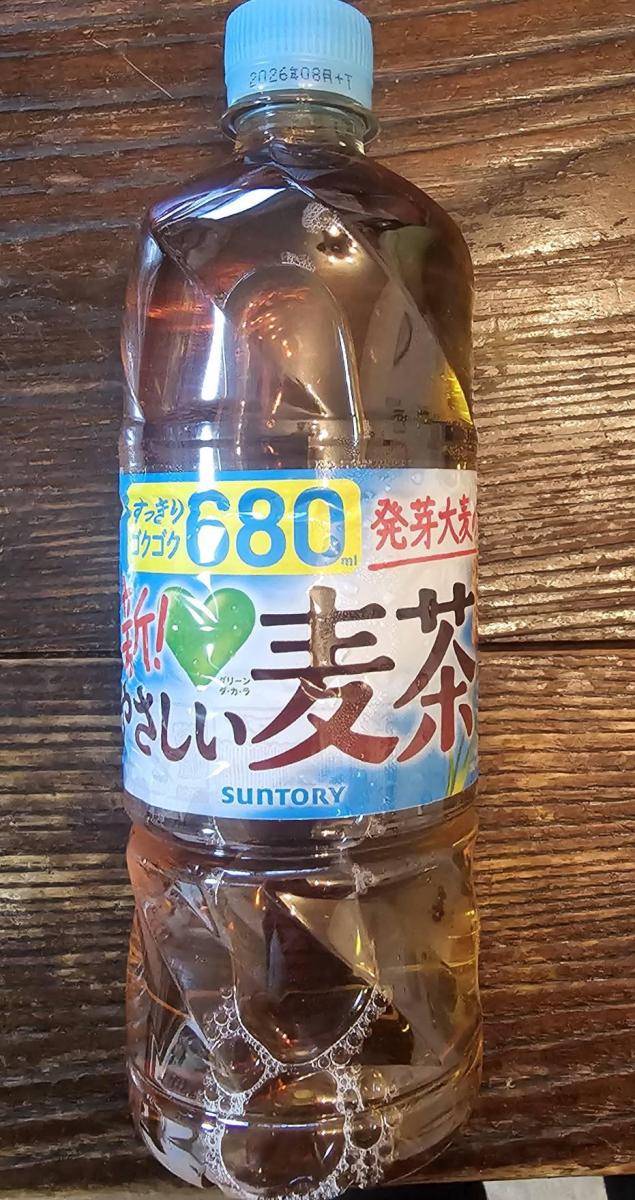 2026年08月+T
すっきり
ゴクゴク
680ml
発芽大麦
新!
グリーン
ダ・カ・ラ
やさしい麦茶
SUNTORY